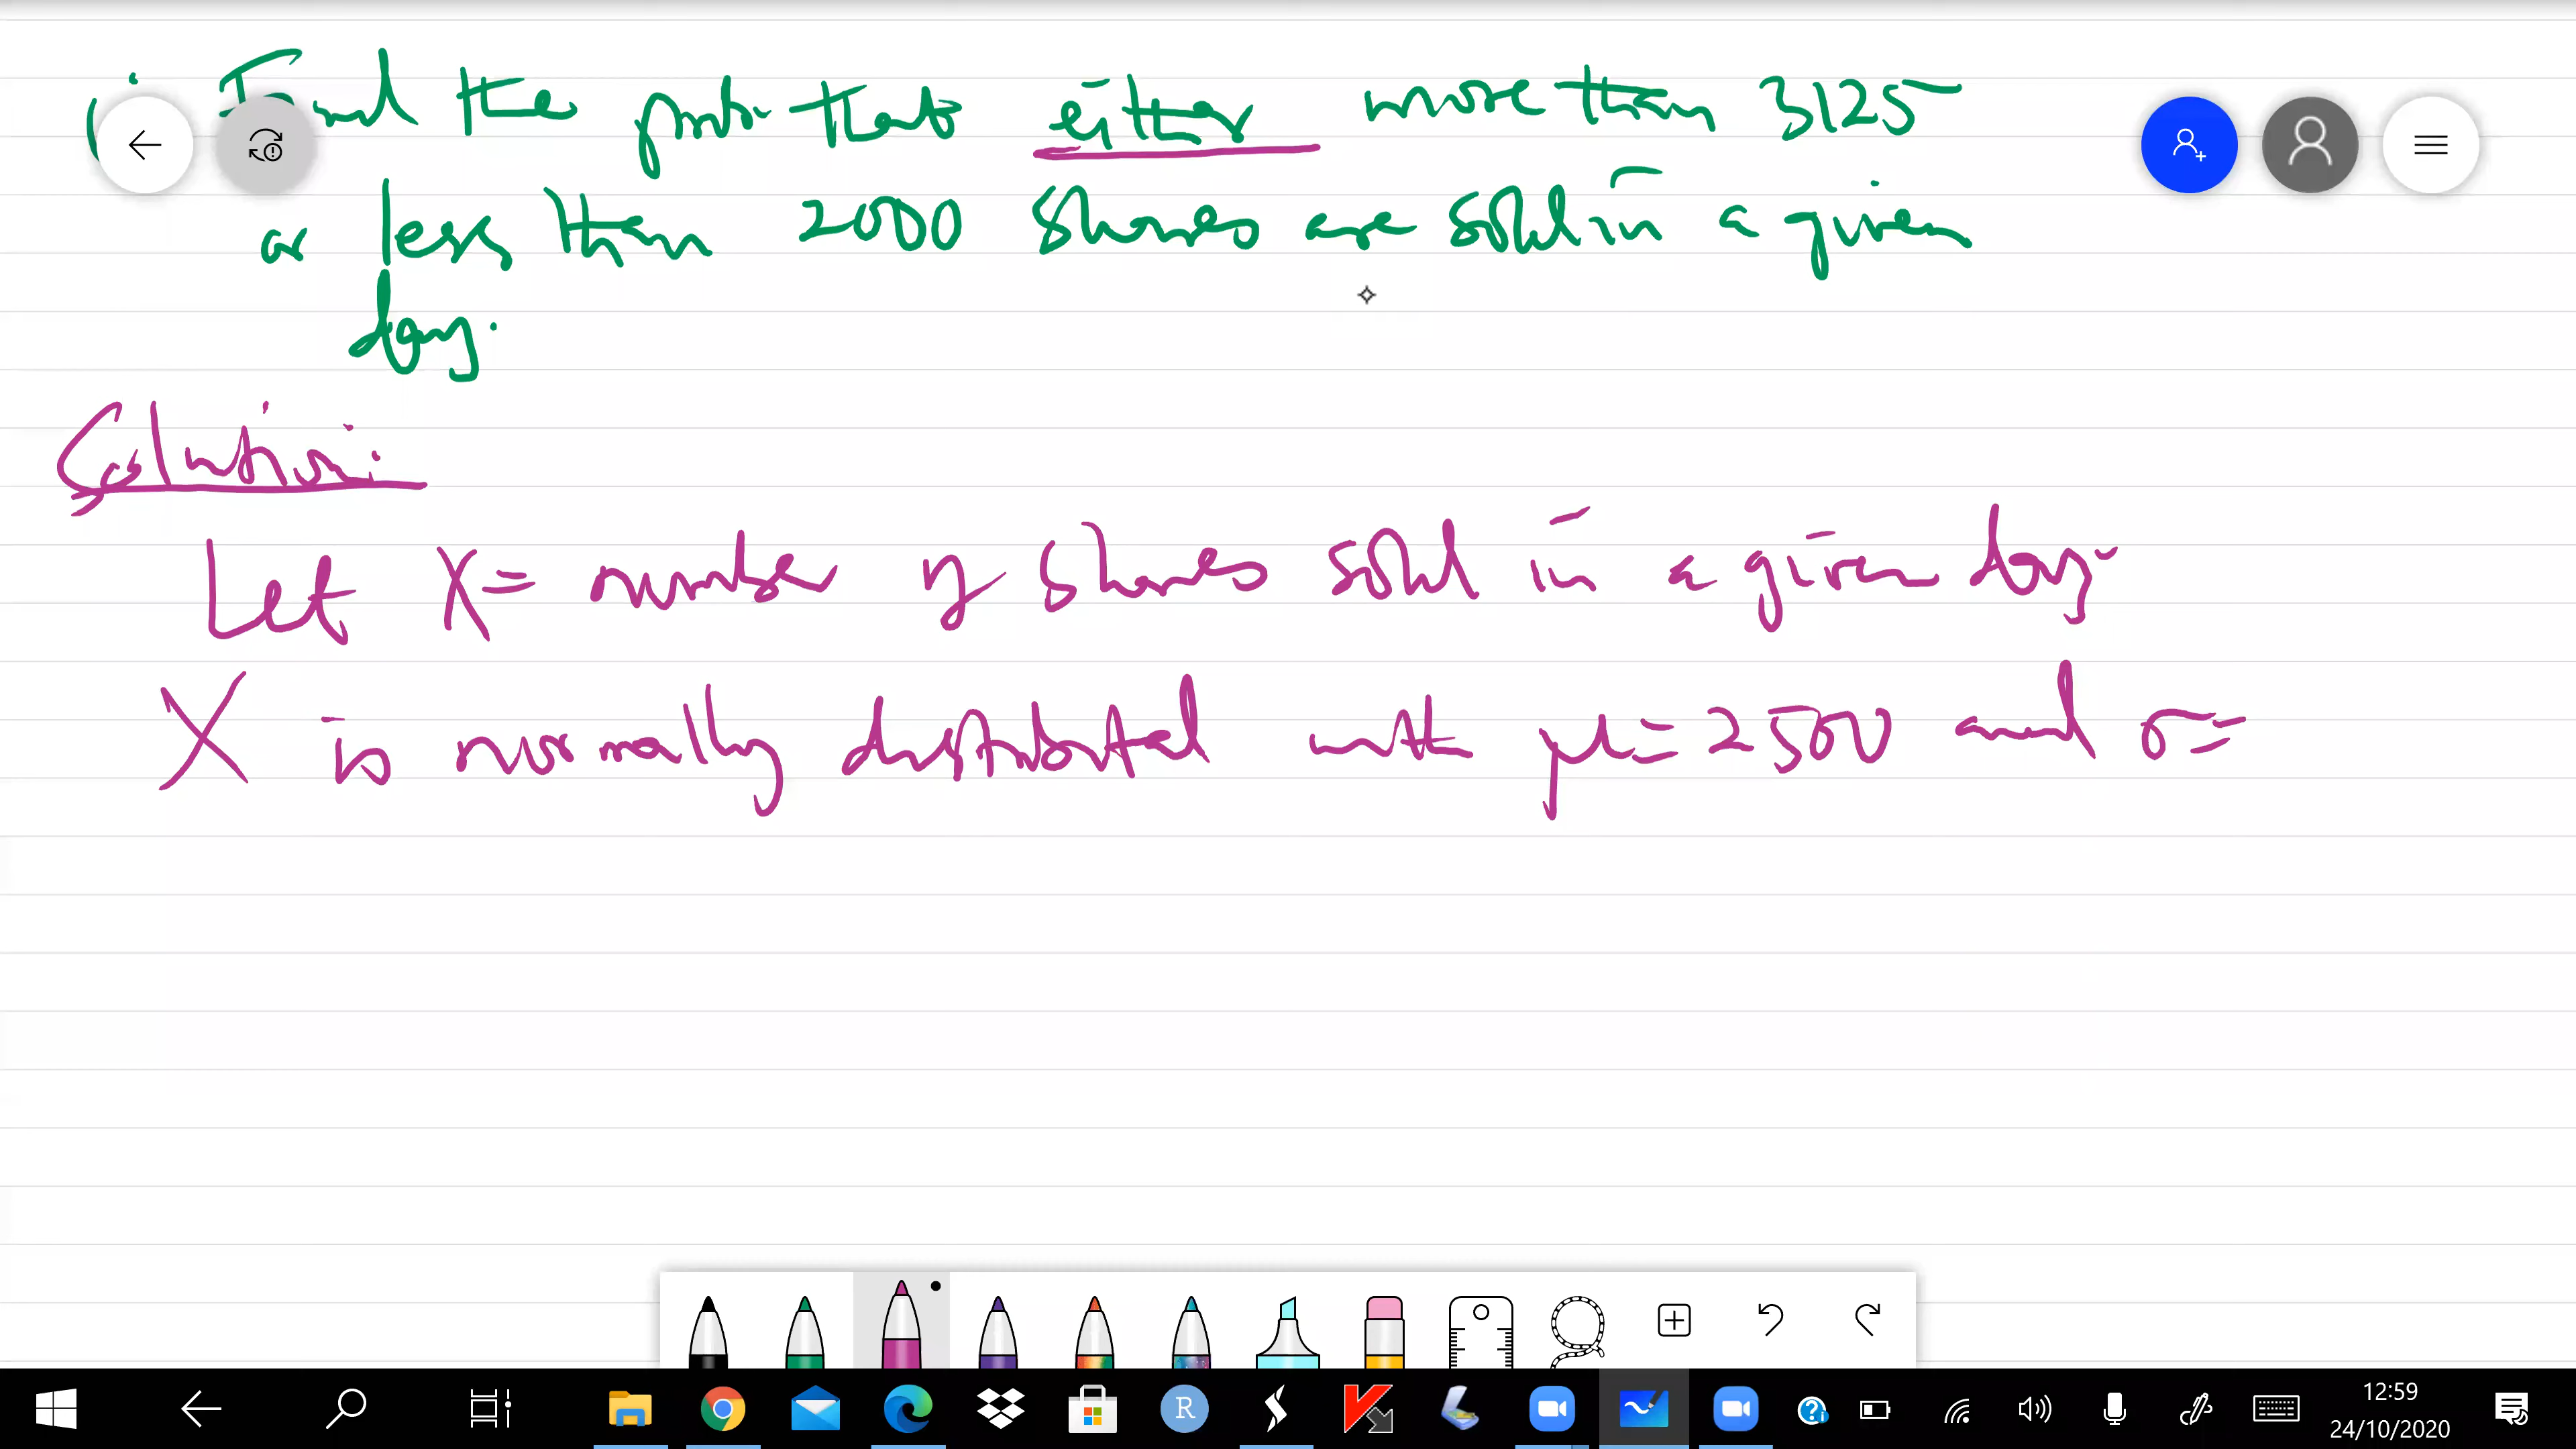 Find the prob. that either more than 3125
or less than 2000 shares are sold in a given
day.
Solution:
Let X = number of shares sold in a given day.
X is normally distributed with μ = 2500 and σ =
R
12:59
24/10/2020